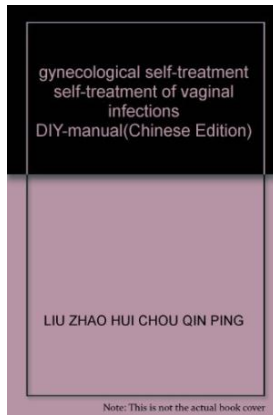 gynecological self-treatment
self-treatment of vaginal
infections
DIY-manual(Chinese Edition)
LIU ZHAO HUI CHOU QIN PING
Note: This is not the actual book cover